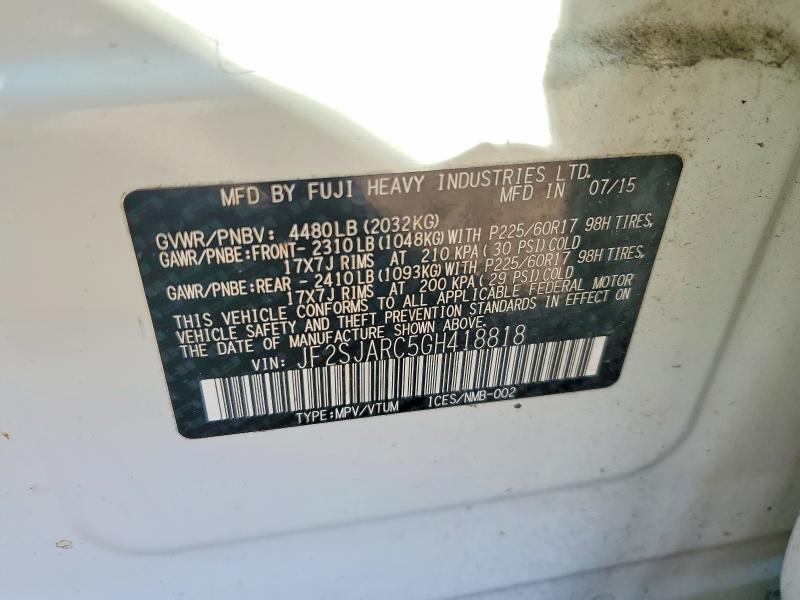 MFD BY FUJI HEAVY INDUSTRIES LTD.
MFD IN 07/15
GVWR/PNBV: 4480LB(2032KG)
GAWR/PNBE:FRONT- 2310LB(1048KG)WITH P225/60R17 98H TIRES,
17X7J RIMS AT 210 KPA(30 PSI)COLD
GAWR/PNBE:REAR - 2410LB(1093KG)WITH P225/60R17 98H TIRES,
17X7J RIMS AT 200 KPA(29 PSI)COLD
THIS VEHICLE CONFORMS TO ALL APPLICABLE FEDERAL MOTOR
VEHICLE SAFETY AND THEFT PREVENTION STANDARDS IN EFFECT ON
THE DATE OF MANUFACTURE SHOWN ABOVE.
VIN: JF2SJARC5GH418818
TYPE:MPV/VTUM ICES/NMB-002